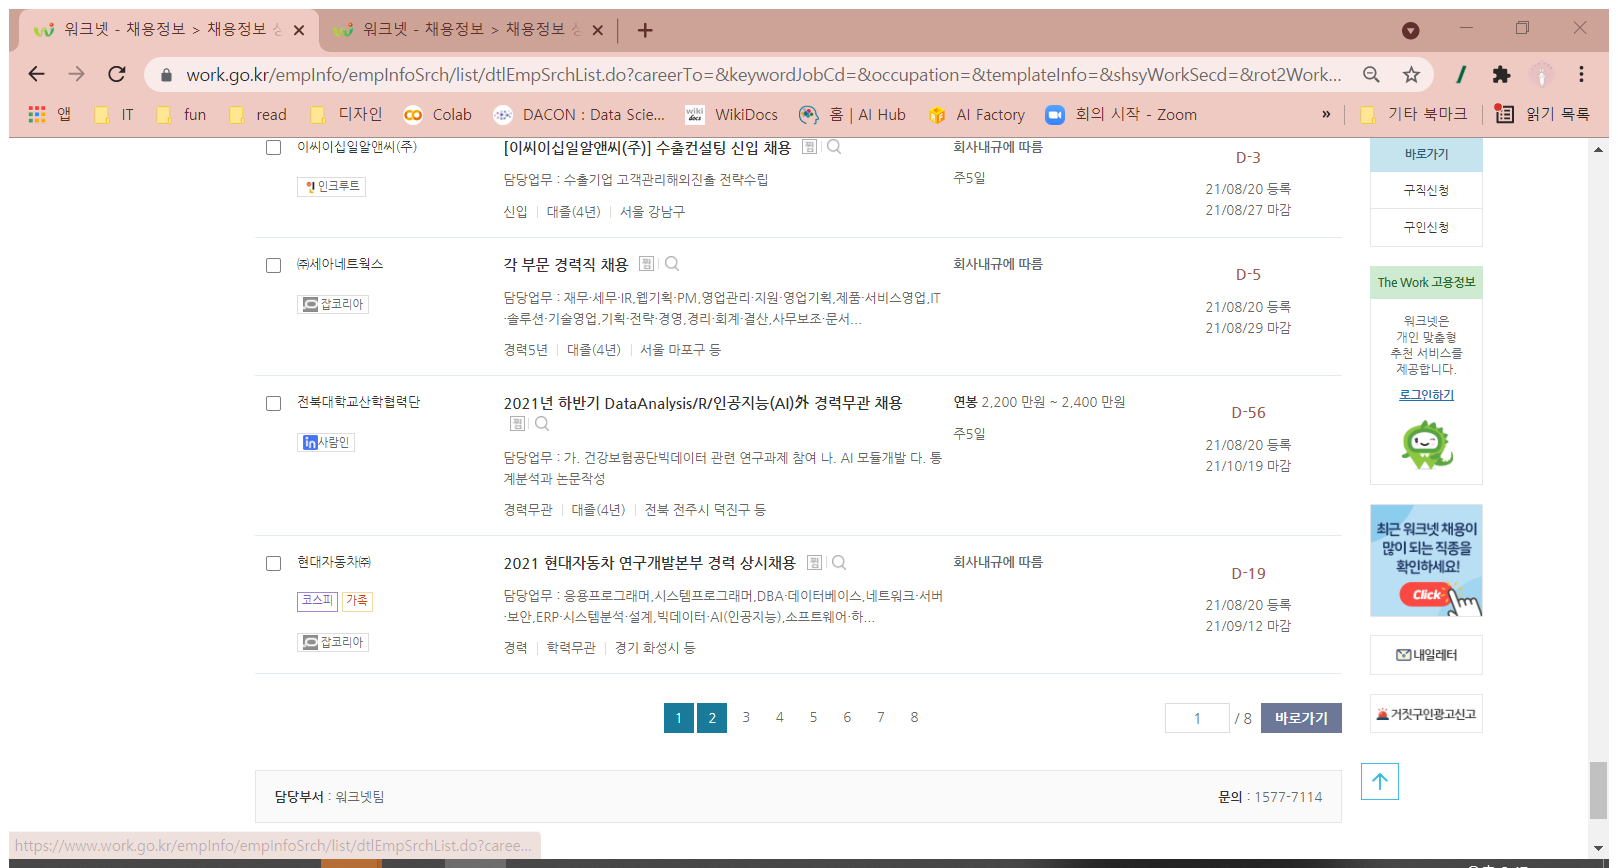 워크넷 - 채용정보 > 채용정보 상
워크넷 - 채용정보 > 채용정보 상
work.go.kr/empInfo/empInfoSrch/list/dtlEmpSrchList.do?careerTo=&keywordJobCd=&occupation=&templateInfo=&shsyWorkSecd=&rot2Work...
앱 IT fun read 디자인 Colab DACON : Data Scie... WikiDocs 홈 | AI Hub AI Factory 회의 시작 - Zoom » 기타 북마크 읽기 목록
이씨이십일알앤씨(주)
인크루트
[이씨이십일알앤씨(주)] 수출컨설팅 신입 채용 찜
담당업무 : 수출기업 고객관리해외진출 전략수립
신입 | 대졸(4년) | 서울 강남구
회사내규에 따름
주5일
D-3
21/08/20 등록
21/08/27 마감
㈜세아네트웍스
잡코리아
각 부문 경력직 채용 찜
담당업무 : 재무·세무·IR,웹기획·PM,영업관리·지원·영업기획,제품·서비스영업,IT
·솔루션·기술영업,기획·전략·경영,경리·회계·결산,사무보조·문서...
경력5년 | 대졸(4년) | 서울 마포구 등
회사내규에 따름
D-5
21/08/20 등록
21/08/29 마감
전북대학교산학협력단
in사람인
2021년 하반기 DataAnalysis/R/인공지능(AI)外 경력무관 채용
찜
담당업무 : 가. 건강보험공단빅데이터 관련 연구과제 참여 나. AI 모듈개발 다. 통
계분석과 논문작성
경력무관 | 대졸(4년) | 전북 전주시 덕진구 등
연봉 2,200 만원 ~ 2,400 만원
주5일
D-56
21/08/20 등록
21/10/19 마감
현대자동차㈜
코스피 가족
잡코리아
2021 현대자동차 연구개발본부 경력 상시채용 찜
담당업무 : 응용프로그래머,시스템프로그래머,DBA·데이터베이스,네트워크·서버
·보안,ERP·시스템분석·설계,빅데이터·AI(인공지능),소프트웨어·하...
경력 | 학력무관 | 경기 화성시 등
회사내규에 따름
D-19
21/08/20 등록
21/09/12 마감
1 2 3 4 5 6 7 8
1 / 8 바로가기
담당부서 : 워크넷팀
문의 : 1577-7114
바로가기
구직신청
구인신청
The Work 고용정보
워크넷은
개인 맞춤형
추천 서비스를
제공합니다.
로그인하기
최근 워크넷 채용이
많이 되는 직종을
확인하세요!
Click
내일레터
거짓구인광고신고
https://www.work.go.kr/empInfo/empInfoSrch/list/dtlEmpSrchList.do?caree...